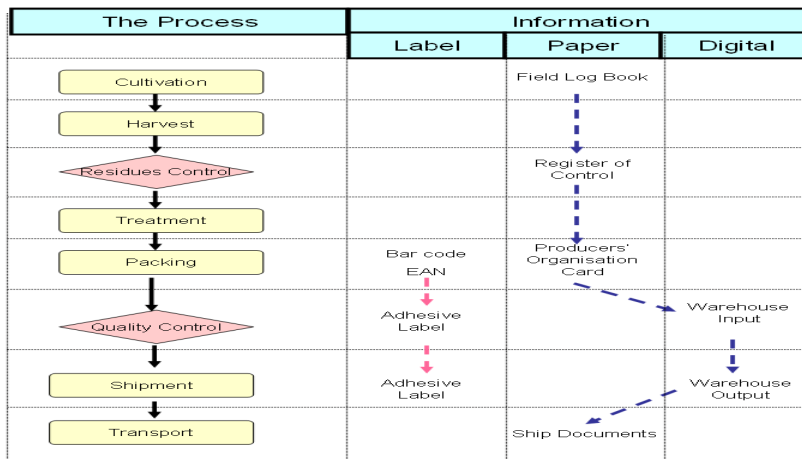 The Process
Information
Label
Paper
Digital
Cultivation
Field Log Book
Harvest
Residues Control
Register of
Control
Treatment
Packing
Bar code
EAN
Producers'
Organisation
Card
Quality Control
Adhesive
Label
Warehouse
Input
Shipment
Adhesive
Label
Warehouse
Output
Transport
Ship Documents